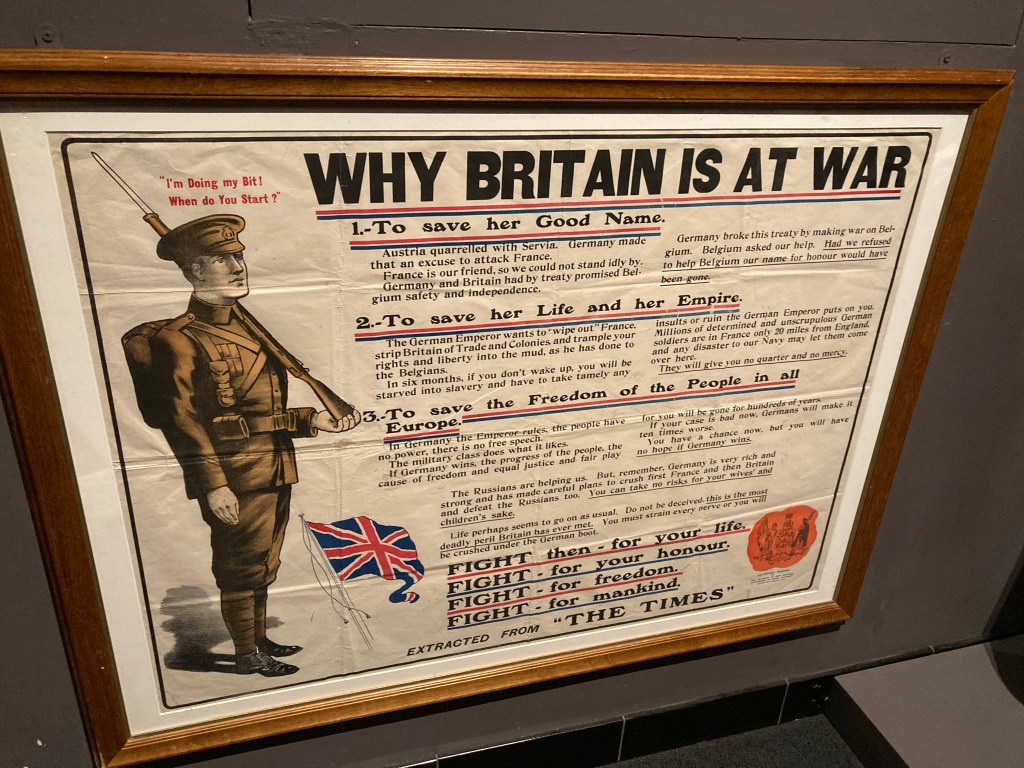 "I'm Doing my Bit!
When do You Start?"
WHY BRITAIN IS AT WAR
1.-To save her Good Name.
Austria quarrelled with Servia. Germany made
that an excuse to attack France.
France is our friend, so we could not stand idly by.
Germany and Britain had by treaty promised Bel-
gium safety and independence.
Germany broke this treaty by making war on Bel-
gium. Belgium asked our help. Had we refused
to help Belgium our name for honour would have
been gone.
2.-To save her Life and her Empire.
The German Emperor wants to "wipe out" France,
strip Britain of Trade and Colonies, and trample your
rights and liberty into the mud, as he has done to
the Belgians.
In six months, if you don't wake up, you will be
starved into slavery and have to take tamely any
insults or ruin the German Emperor puts on you.
Millions of determined and unscrupulous German
soldiers are in France only 20 miles from England,
and any disaster to our Navy may let them come
over here.
They will give you no quarter and no mercy.
3.-To save the Freedom of the People in all
Europe.
In Germany the Emperor rules, the people have
no power, there is no free speech.
The military class does what it likes.
If Germany wins, the progress of the people, the
cause of freedom and equal justice and fair play
for you will be gone for hundreds of years.
If your case is bad now, Germans will make it
ten times worse.
You have a chance now, but you will have
no hope if Germany wins.
The Russians are helping us. But, remember, Germany is very rich and
strong and has made careful plans to crush first France and then Britain
and defeat the Russians too. You can take no risks for your wives' and
children's sake.
Life perhaps seems to go on as usual. Do not be deceived, this is the most
deadly peril Britain has ever met. You must strain every nerve or you will
be crushed under the German boot.
FIGHT then - for your life.
FIGHT - for your honour.
FIGHT - for freedom.
FIGHT - for mankind.
EXTRACTED FROM "THE TIMES"